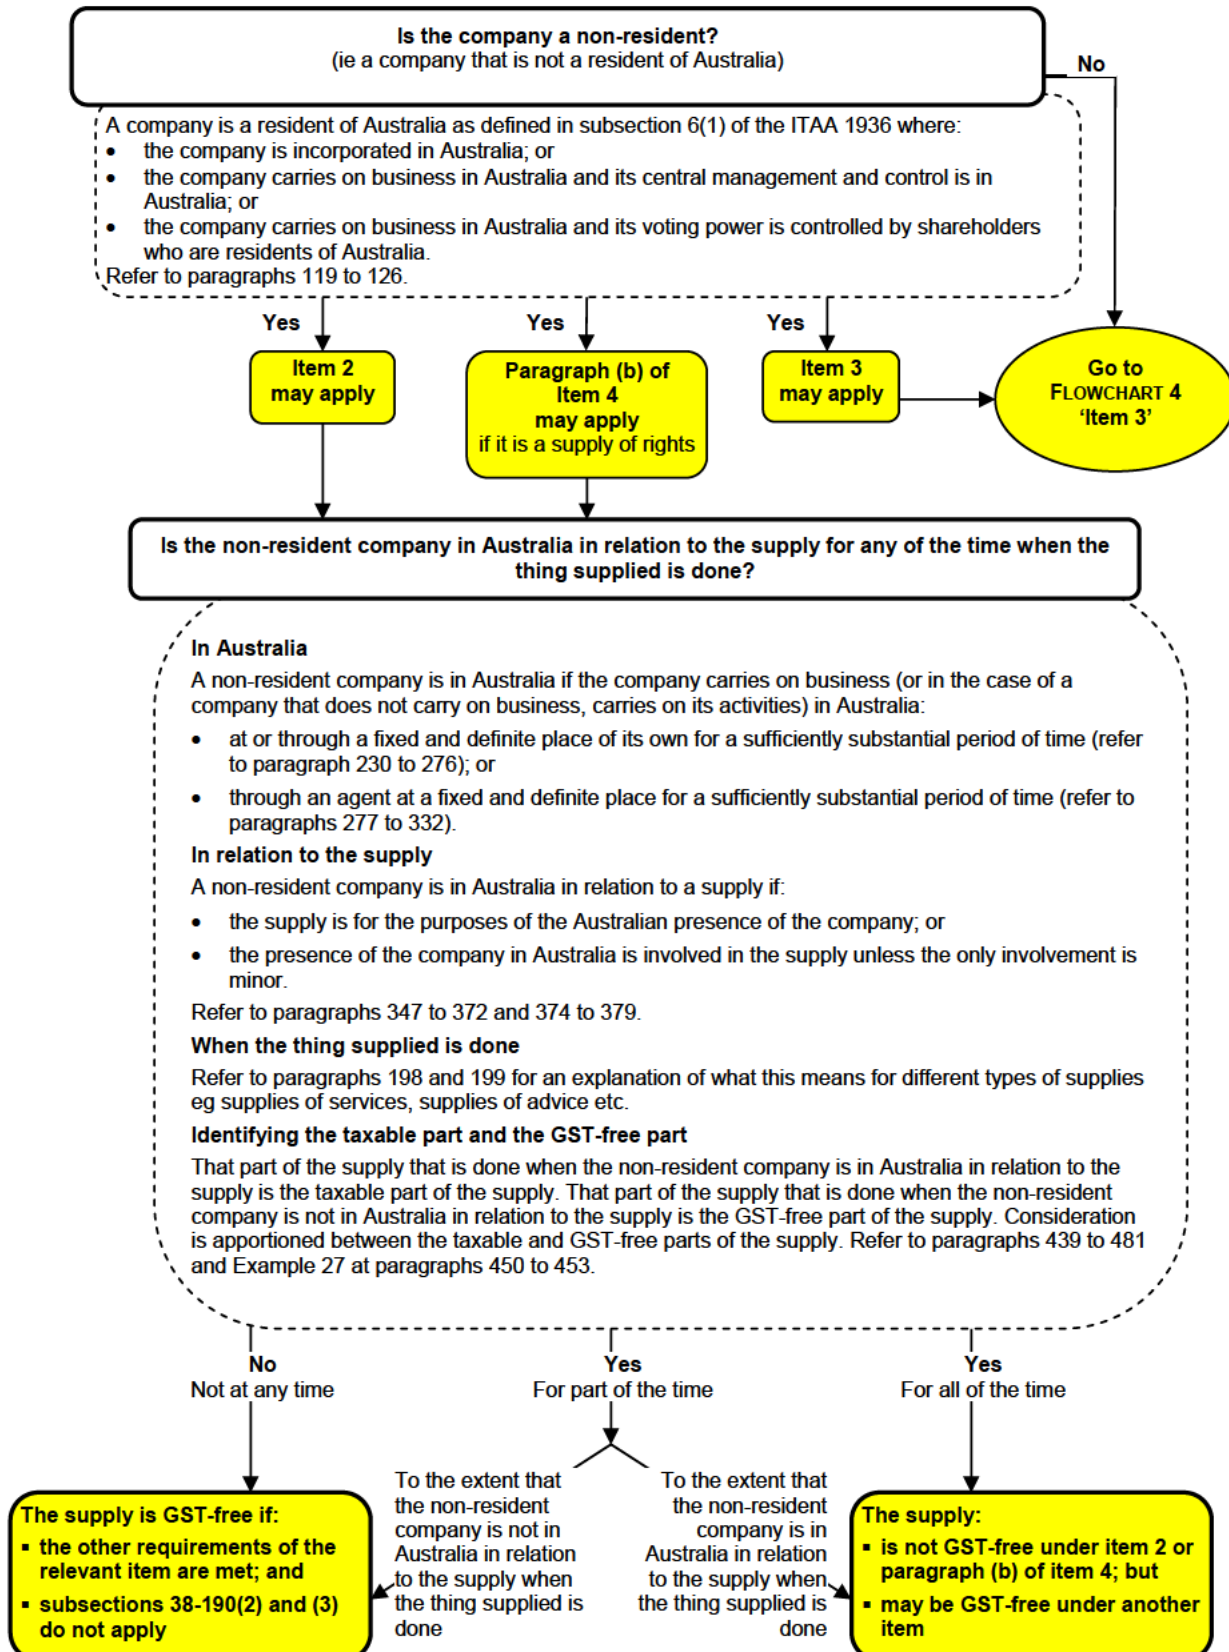 Is the company a non-resident?
(ie a company that is not a resident of Australia)
No
A company is a resident of Australia as defined in subsection 6(1) of the ITAA 1936 where:
• the company is incorporated in Australia; or
• the company carries on business in Australia and its central management and control is in
Australia; or
• the company carries on business in Australia and its voting power is controlled by shareholders
who are residents of Australia.
Refer to paragraphs 119 to 126.
Yes
Yes
Yes
Item 2
may apply
Paragraph (b) of
Item 4
may apply
if it is a supply of rights
Item 3
may apply
Go to
FLOWCHART 4
‘Item 3’
Is the non-resident company in Australia in relation to the supply for any of the time when the
thing supplied is done?
In Australia
A non-resident company is in Australia if the company carries on business (or in the case of a
company that does not carry on business, carries on its activities) in Australia:
• at or through a fixed and definite place of its own for a sufficiently substantial period of time (refer
to paragraph 230 to 276); or
• through an agent at a fixed and definite place for a sufficiently substantial period of time (refer to
paragraphs 277 to 332).
In relation to the supply
A non-resident company is in Australia in relation to a supply if:
• the supply is for the purposes of the Australian presence of the company; or
• the presence of the company in Australia is involved in the supply unless the only involvement is
minor.
Refer to paragraphs 347 to 372 and 374 to 379.
When the thing supplied is done
Refer to paragraphs 198 and 199 for an explanation of what this means for different types of supplies
eg supplies of services, supplies of advice etc.
Identifying the taxable part and the GST-free part
That part of the supply that is done when the non-resident company is in Australia in relation to the
supply is the taxable part of the supply. That part of the supply that is done when the non-resident
company is not in Australia in relation to the supply is the GST-free part of the supply. Consideration
is apportioned between the taxable and GST-free parts of the supply. Refer to paragraphs 439 to 481
and Example 27 at paragraphs 450 to 453.
No
Not at any time
Yes
For part of the time
Yes
For all of the time
The supply is GST-free if:
▪ the other requirements of the
relevant item are met; and
▪ subsections 38-190(2) and (3)
do not apply
To the extent that
the non-resident
company is not in
Australia in relation
to the supply when
the thing supplied is
done
To the extent that
the non-resident
company is in
Australia in relation
to the supply when
the thing supplied is
done
The supply:
▪ is not GST-free under item 2 or
paragraph (b) of item 4; but
▪ may be GST-free under another
item